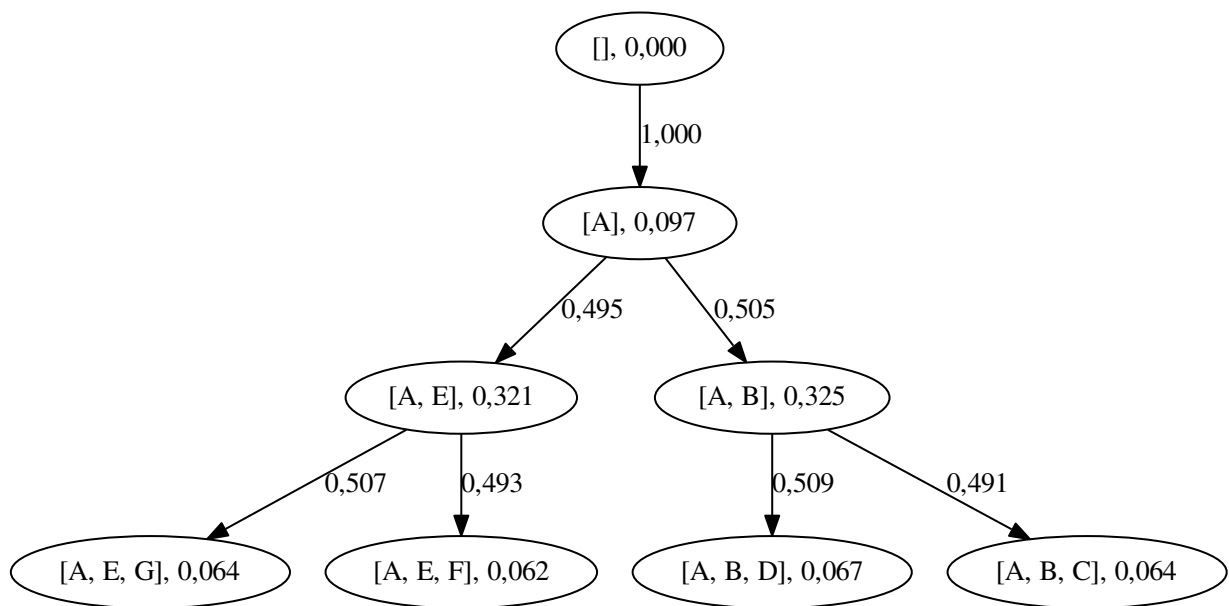 [], 0,000
1,000
[A], 0,097
0,495
0,505
[A, E], 0,321
[A, B], 0,325
0,507
0,493
0,509
0,491
[A, E, G], 0,064
[A, E, F], 0,062
[A, B, D], 0,067
[A, B, C], 0,064